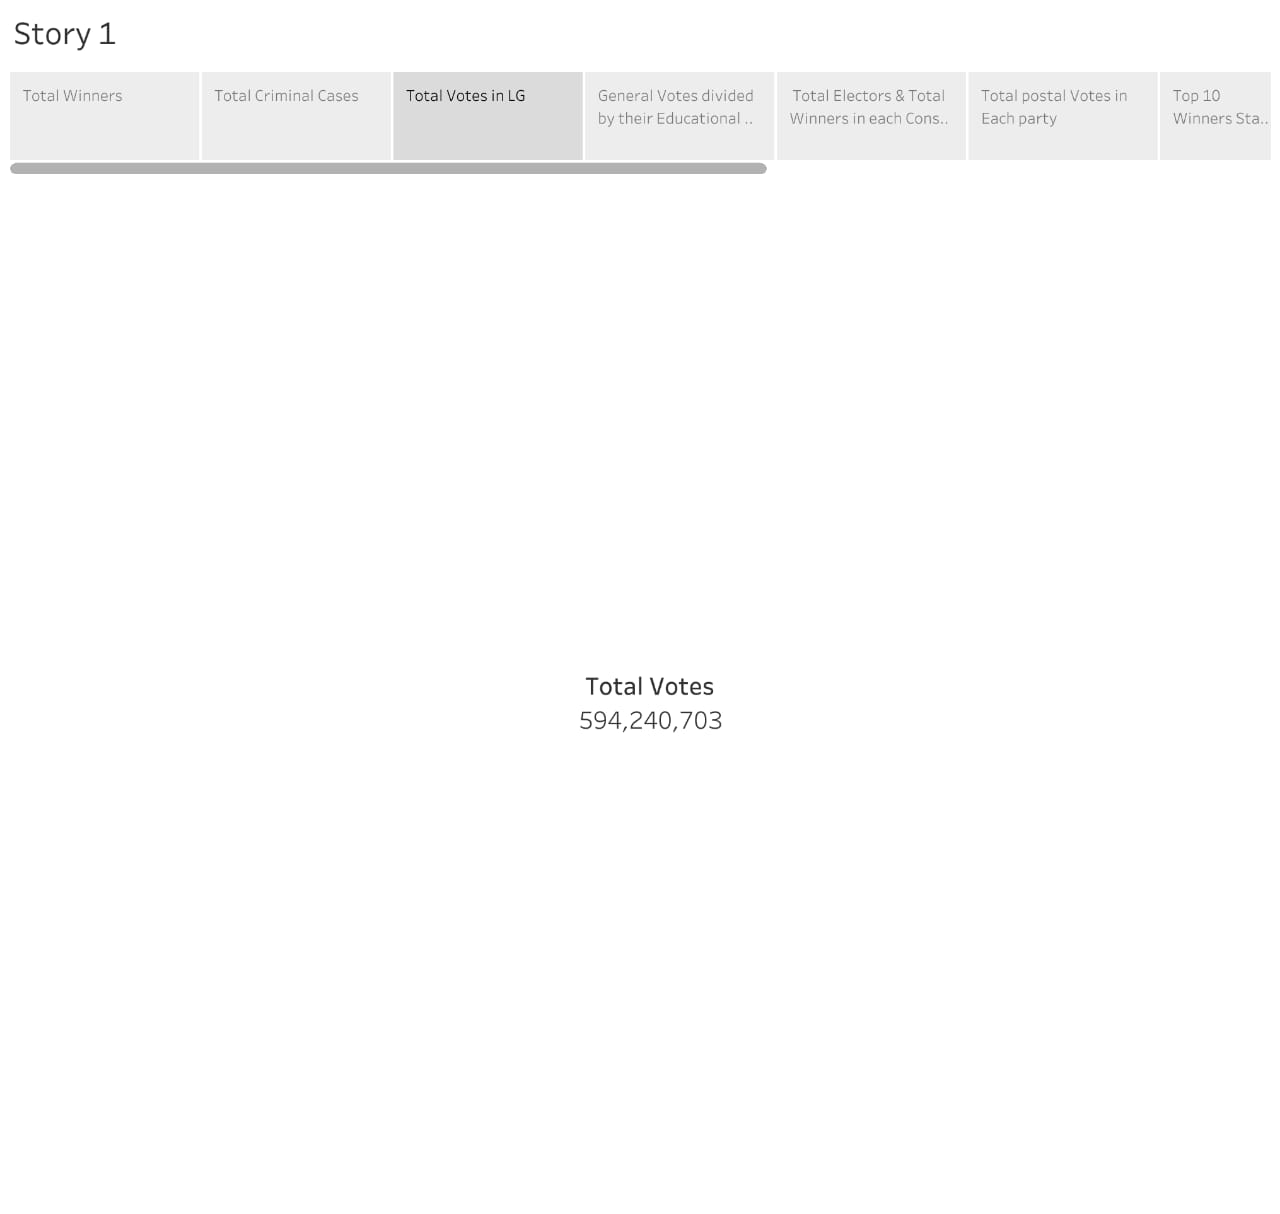 Story 1
Total Winners
Total Criminal Cases
Total Votes in LG
General Votes divided
by their Educational ..
Total Electors & Total
Winners in each Cons..
Total postal Votes in
Each party
Top 10
Winners Sta..
Total Votes
594,240,703